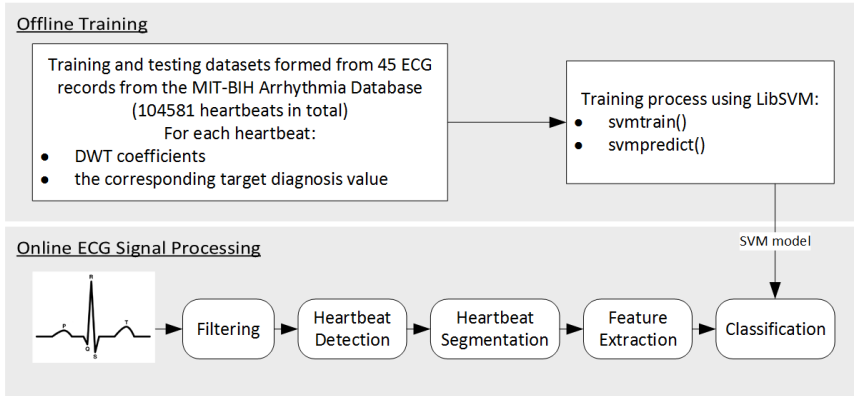 Offline Training
Training and testing datasets formed from 45 ECG
records from the MIT-BIH Arrhythmia Database
(104581 heartbeats in total)
For each heartbeat:
● DWT coefficients
● the corresponding target diagnosis value
Training process using LibSVM:
● svmtrain()
● svmpredict()
SVM model
Online ECG Signal Processing
R
P
T
Q
S
Filtering
Heartbeat
Detection
Heartbeat
Segmentation
Feature
Extraction
Classification